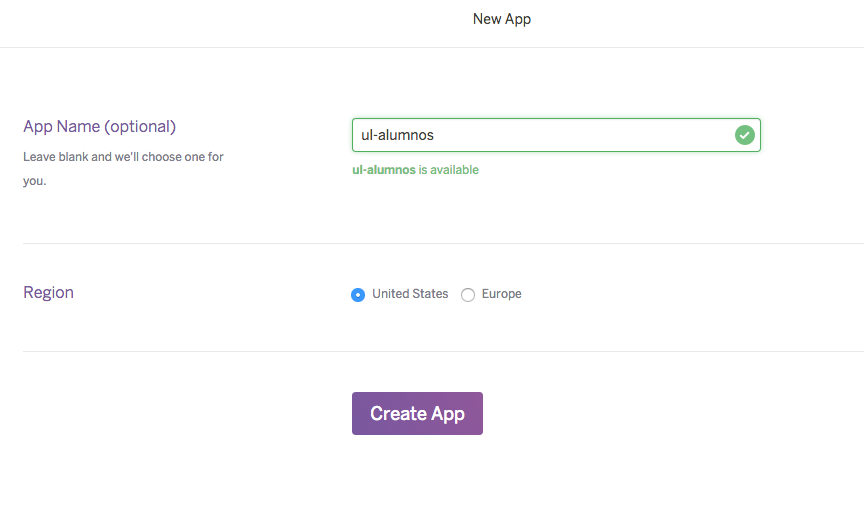 New App
App Name (optional)
Leave blank and we'll choose one for
you.
ul-alumnos
ul-alumnos is available
Region
United States
Europe
Create App